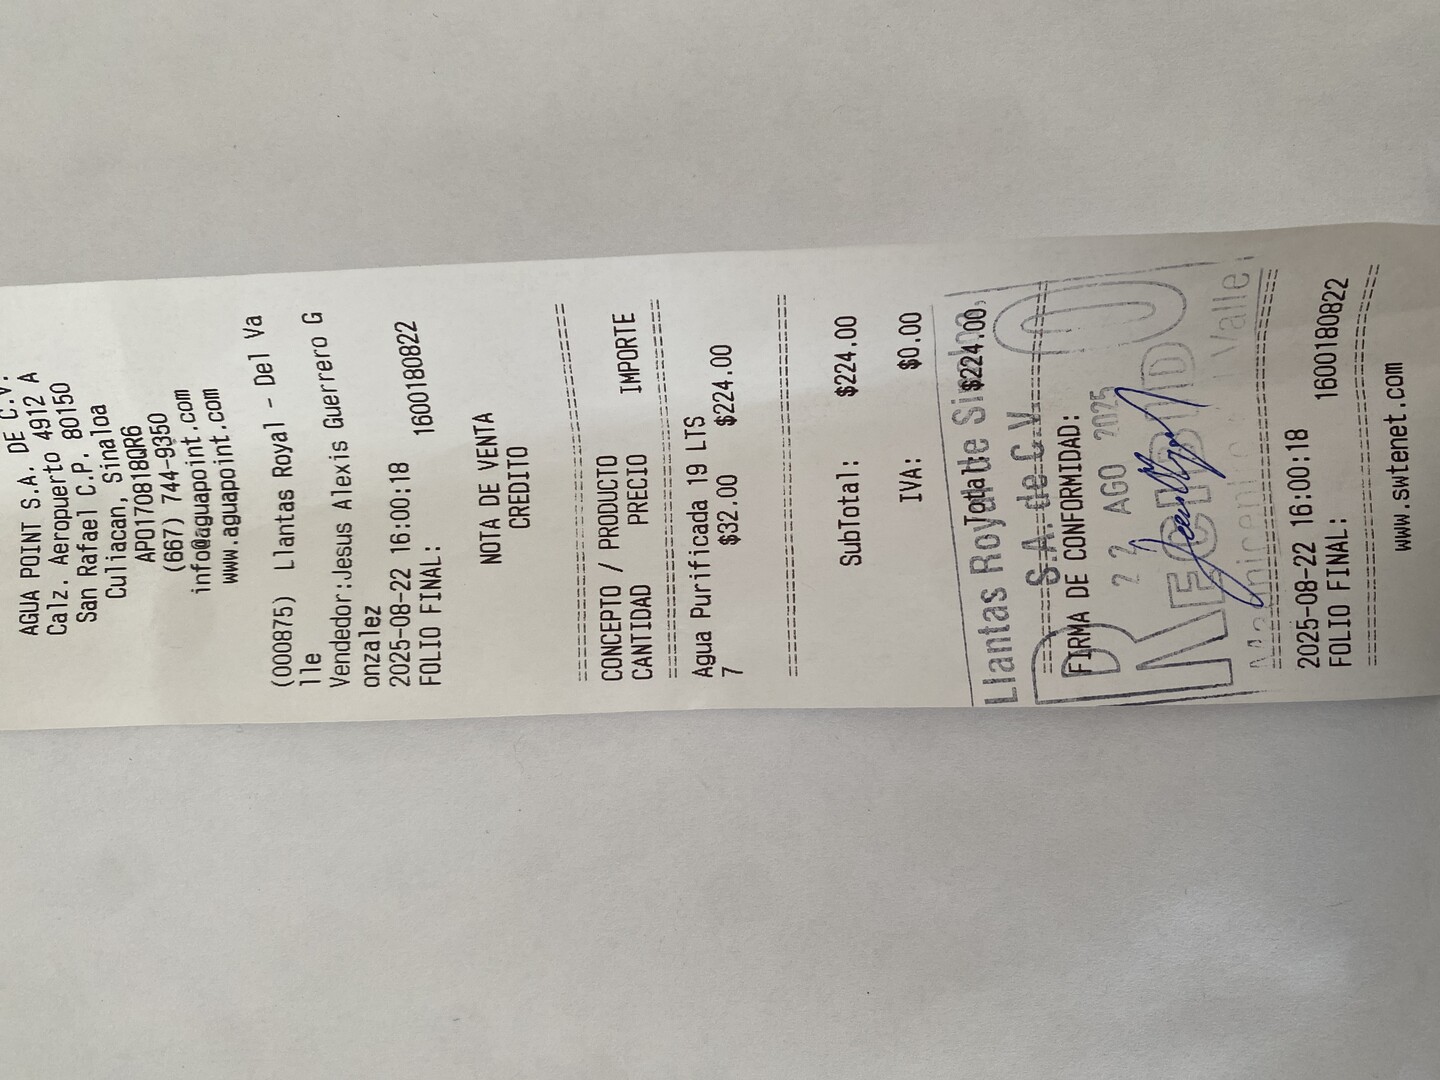 AGUA POINT S.A. DE C.V.
Calz. Aeropuerto 4912 A
San Rafael C.P. 80150
Culiacan, Sinaloa
APO170818QR6
(667) 744-9350
info@aguapoint.com
www.aguapoint.com
(000875) Llantas Royal - Del Va
lle
Vendedor:Jesus Alexis Guerrero G
onzalez
2025-08-22 16:00:18
FOLIO FINAL: 1600180822
NOTA DE VENTA
CREDITO
==============================
CONCEPTO / PRODUCTO
CANTIDAD PRECIO IMPORTE
==============================
Agua Purificada 19 LTS
7 $32.00 $224.00
==============================
SubTotal: $224.00
IVA: $0.00
Total: $224.00
Llantas Royal de Sinaloa,
S.A. de C.V.
==============================
FIRMA DE CONFORMIDAD:
22 AGO 2025
RECIBIDO
Valle
==============================
2025-08-22 16:00:18
FOLIO FINAL: 1600180822
==============================
www.swtenet.com